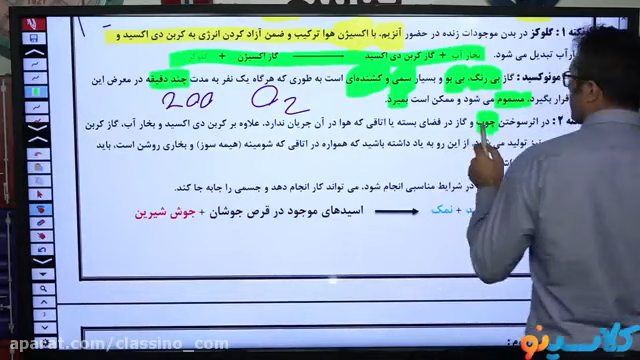 نکته ۱ : گلوکز در بدن موجودات زنده در حضور آنزیم، با اکسیژن هوا ترکیب و ضمن آزاد کردن انرژی به کربن دی اکسید و
بخارآب تبدیل می شود. بخار آب + گاز کربن دی اکسید گاز اکسیژن + گلوکز
مونوکسید : گاز بی رنگ، بی بو و بسیار سمی و کشنده‌ای است به طوری که هرگاه یک نفر به مدت چند دقیقه در معرض این
قرار بگیرد، مسموم می شود و ممکن است بمیرد.
200 O2
۲ : در اثر سوختن چوب و گاز در فضای بسته یا اتاقی که هوا در آن جریان ندارد، علاوه بر کربن دی اکسید و بخار آب، گاز کربن
نیز تولید می شود. از این رو به یاد داشته باشید که همواره در اتاقی که شومینه (هیمه سوز) و بخاری روشن است، باید
در شرایط مناسبی انجام شود، می تواند کار انجام دهد و جسمی را جابه جا کند.
+ نمک اسیدهای موجود در قرص جوشان + جوش شیرین
کلاسینو
aparat.com/classino_com